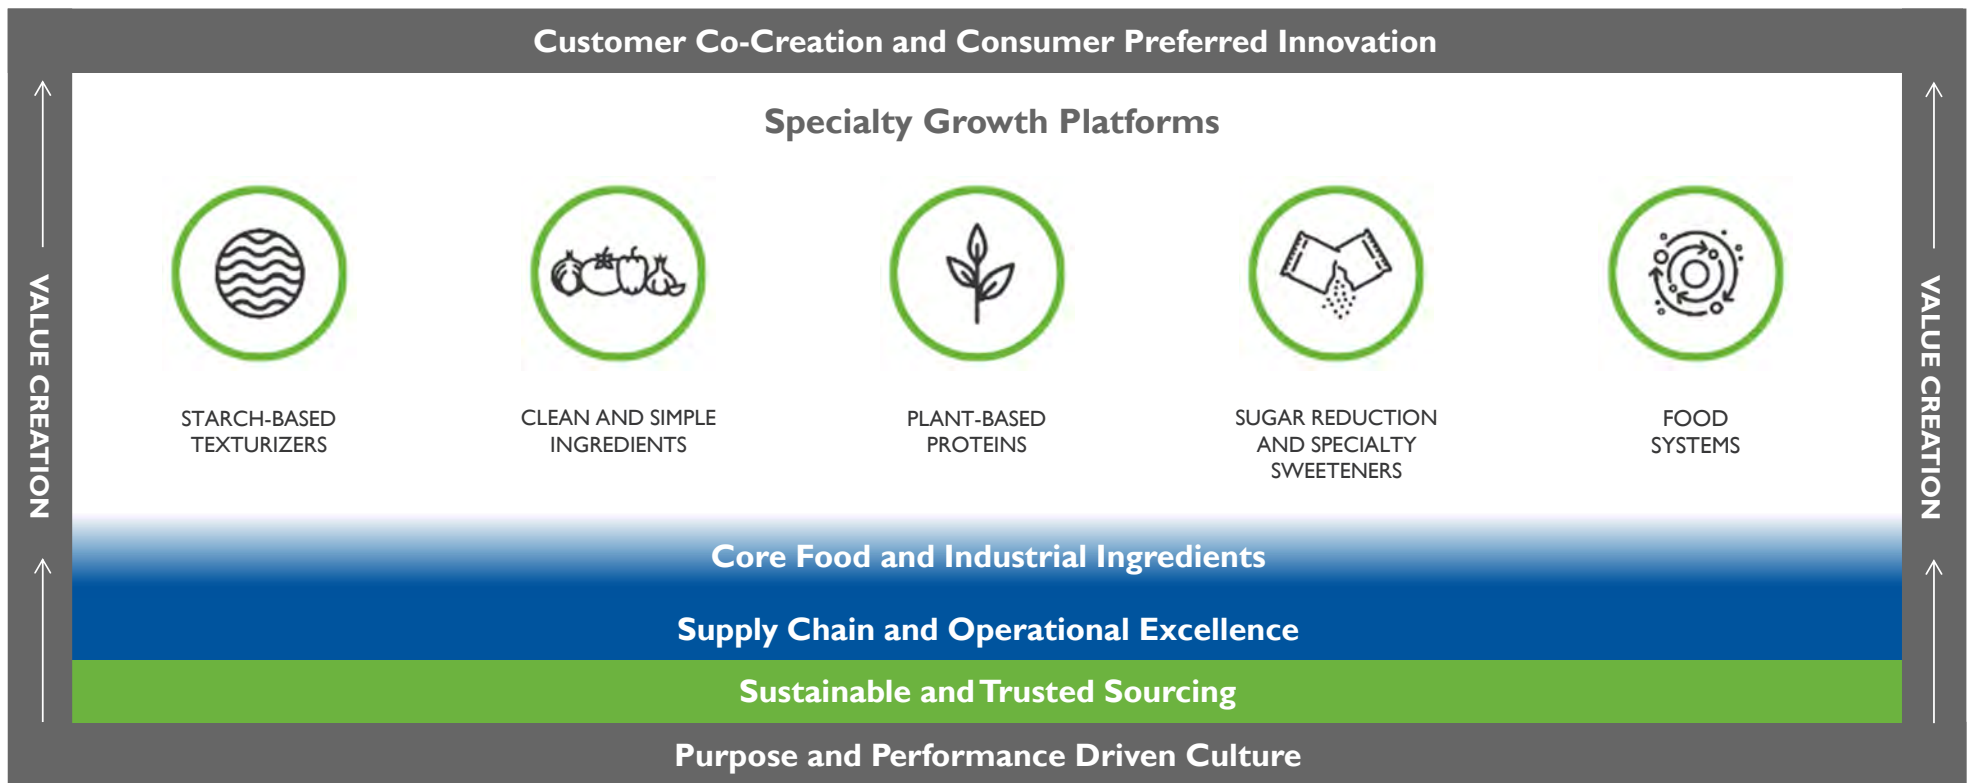 Customer Co-Creation and Consumer Preferred Innovation
Specialty Growth Platforms
STARCH-BASED
TEXTURIZERS
CLEAN AND SIMPLE
INGREDIENTS
PLANT-BASED
PROTEINS
SUGAR REDUCTION
AND SPECIALTY
SWEETENERS
FOOD
SYSTEMS
VALUE CREATION
VALUE CREATION
Core Food and Industrial Ingredients
Supply Chain and Operational Excellence
Sustainable and Trusted Sourcing
Purpose and Performance Driven Culture